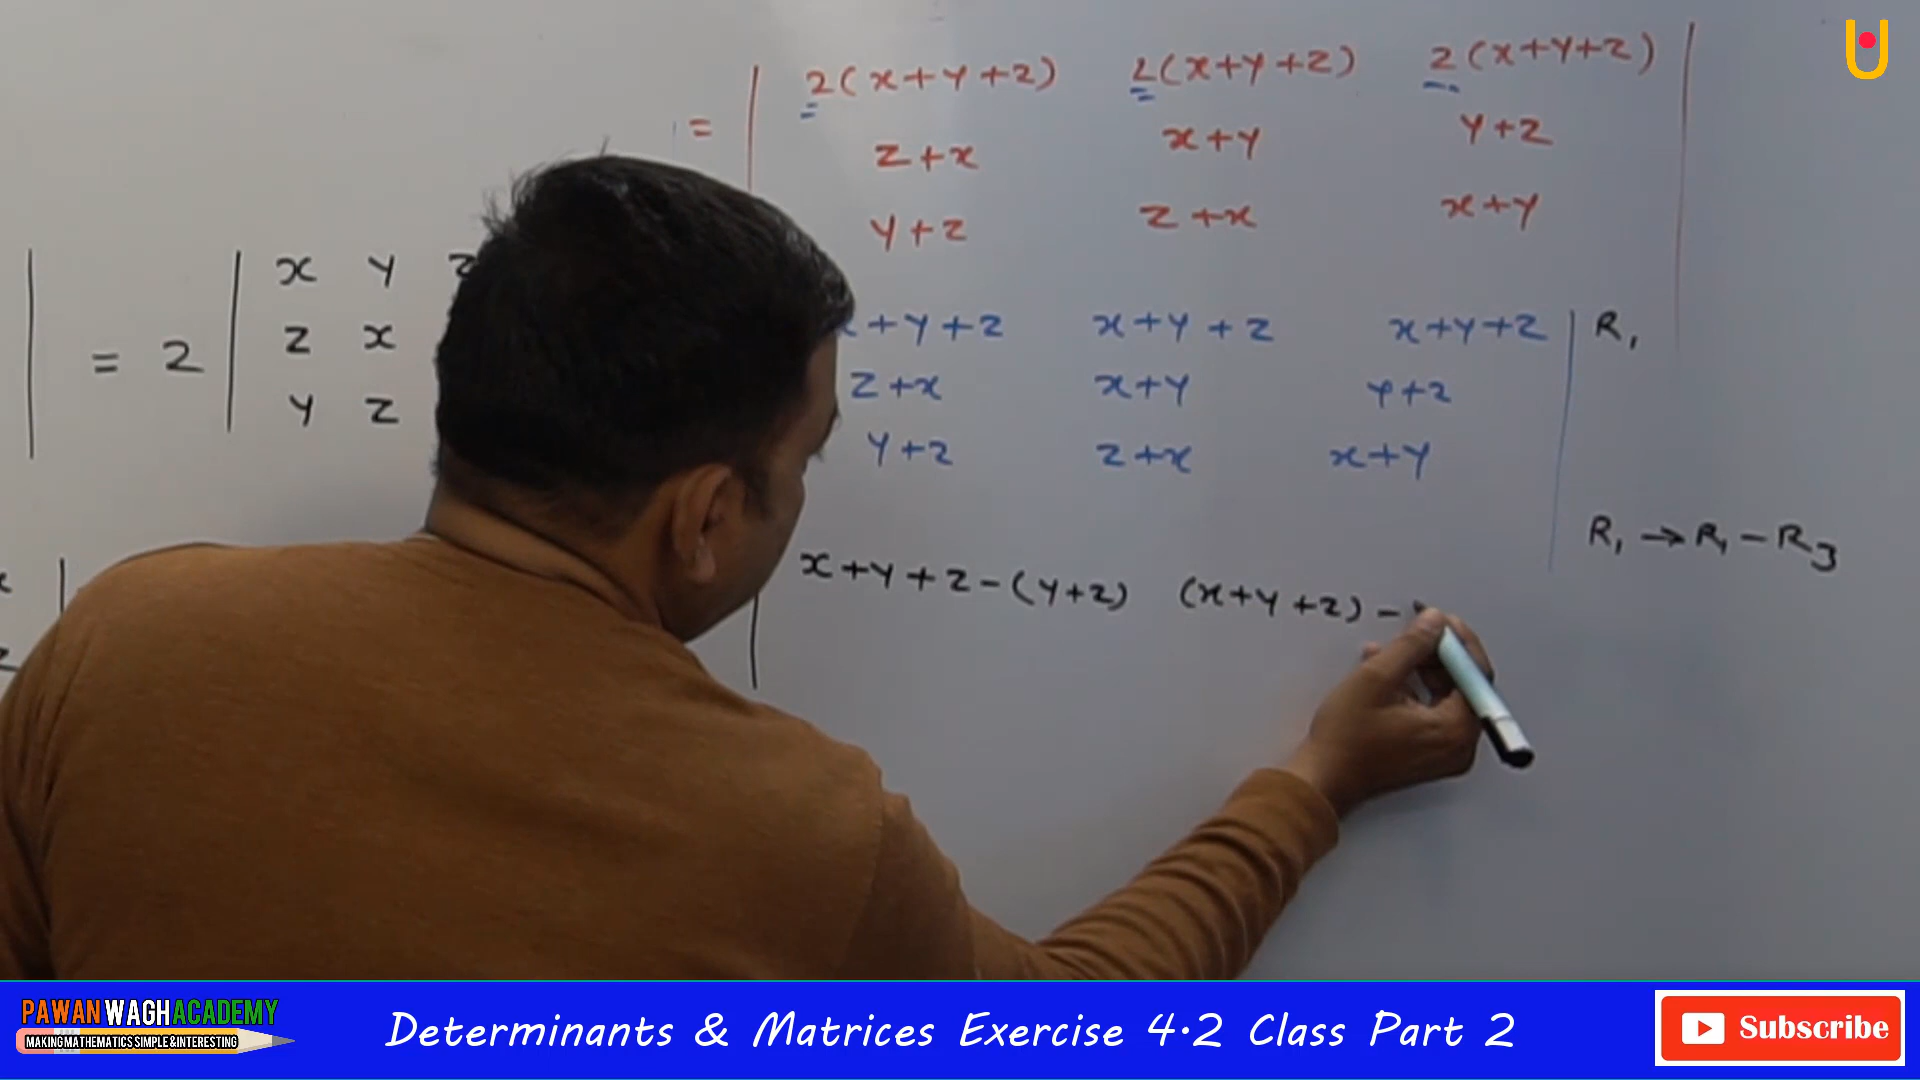 = | 2(x+y+z) 2(x+y+z) 2(x+y+z) |
z+x x+y y+z
y+z z+x x+y
| = 2 | x y z
z x
y z
x+y+z x+y+z x+y+z | R₁
z+x x+y y+z
y+z z+x x+y
R₁ → R₁ - R₃
| x+y+z-(y+z) (x+y+z) -
PAWAN WAGH ACADEMY
MAKING MATHEMATICS SIMPLE & INTERESTING
Determinants & Matrices Exercise 4.2 Class Part 2
Subscribe